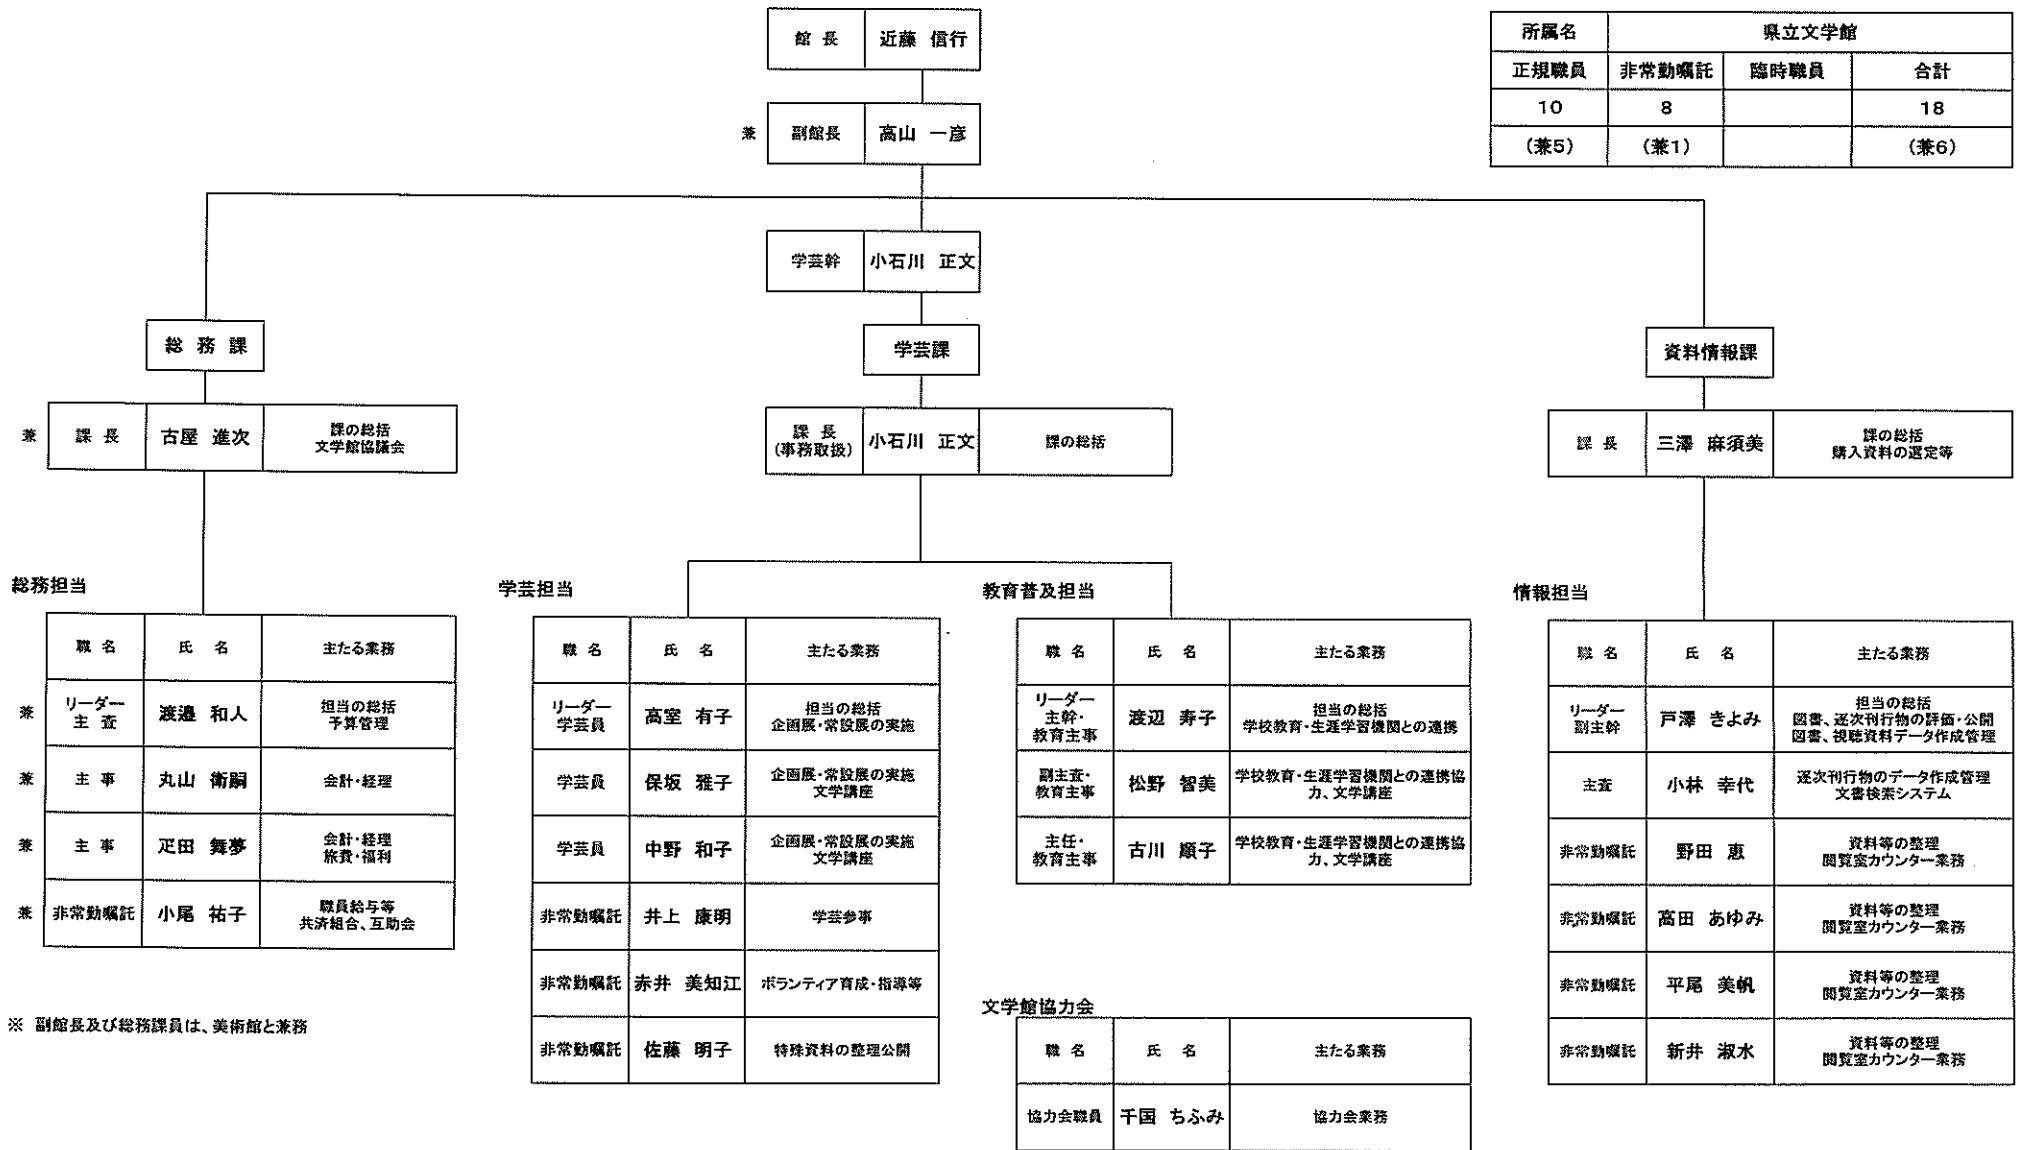 館 長 近藤 信行
兼 副館長 高山 一彦
所属名 県立文学館
正規職員 非常勤嘱託 臨時職員 合計
10 8 18
(兼5) (兼1) (兼6)
学芸幹 小石川 正文
総 務 課
学芸課
資料情報課
兼 課 長 古屋 進次 課の総括
文学館協議会
課 長
(事務取扱) 小石川 正文 課の総括
課 長 三澤 麻須美 課の総括
購入資料の選定等
総務担当
職 名 氏 名 主たる業務
兼 リーダー
主 査 渡邉 和人 担当の総括
予算管理
兼 主 事 丸山 衛嗣 会計・経理
兼 主 事 疋田 舞夢 会計・経理
旅費・福利
兼 非常勤嘱託 小尾 祐子 職員給与等
共済組合、互助会
※ 副館長及び総務課員は、美術館と兼務
学芸担当
職 名 氏 名 主たる業務
リーダー
学芸員 高室 有子 担当の総括
企画展・常設展の実施
学芸員 保坂 雅子 企画展・常設展の実施
文学講座
学芸員 中野 和子 企画展・常設展の実施
文学講座
非常勤嘱託 井上 康明 学芸参事
非常勤嘱託 赤井 美知江 ボランティア育成・指導等
非常勤嘱託 佐藤 明子 特殊資料の整理公開
教育普及担当
職 名 氏 名 主たる業務
リーダー
主幹・
教育主事 渡辺 寿子 担当の総括
学校教育・生涯学習機関との連携
副主査・
教育主事 松野 智美 学校教育・生涯学習機関との連携協
力、文学講座
主任・
教育主事 古川 順子 学校教育・生涯学習機関との連携協
力、文学講座
文学館協力会
職 名 氏 名 主たる業務
協力会職員 千国 ちふみ 協力会業務
情報担当
職 名 氏 名 主たる業務
リーダー
副主幹 戸澤 きよみ 担当の総括
図書、逐次刊行物の評価・公開
図書、視聴資料データ作成管理
主査 小林 幸代 逐次刊行物のデータ作成管理
文書検索システム
非常勤嘱託 野田 恵 資料等の整理
閲覧室カウンター業務
非常勤嘱託 高田 あゆみ 資料等の整理
閲覧室カウンター業務
非常勤嘱託 平尾 美帆 資料等の整理
閲覧室カウンター業務
非常勤嘱託 新井 淑水 資料等の整理
閲覧室カウンター業務